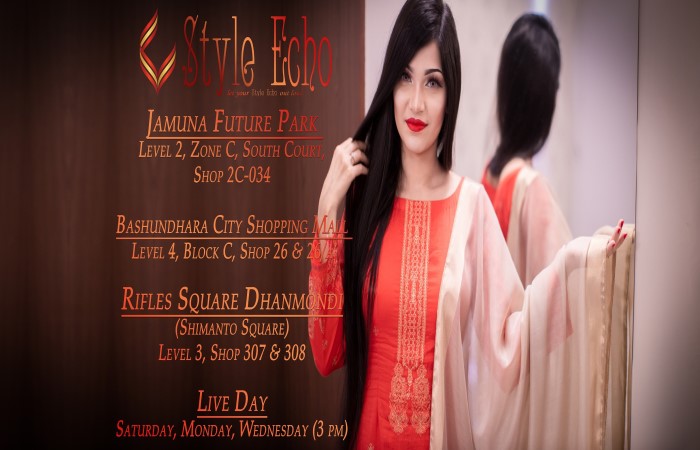 Style Echo
Jamuna Future Park
Level 2, Zone C, South Court,
Shop 2C-034
Bashundhara City Shopping Mall
Level 4, Block C, Shop 26 &
Rifles Square Dhanmondi
(Shimanto Square)
Level 3, Shop 307 & 308
Live Day
Saturday, Monday, Wednesday (3 pm)